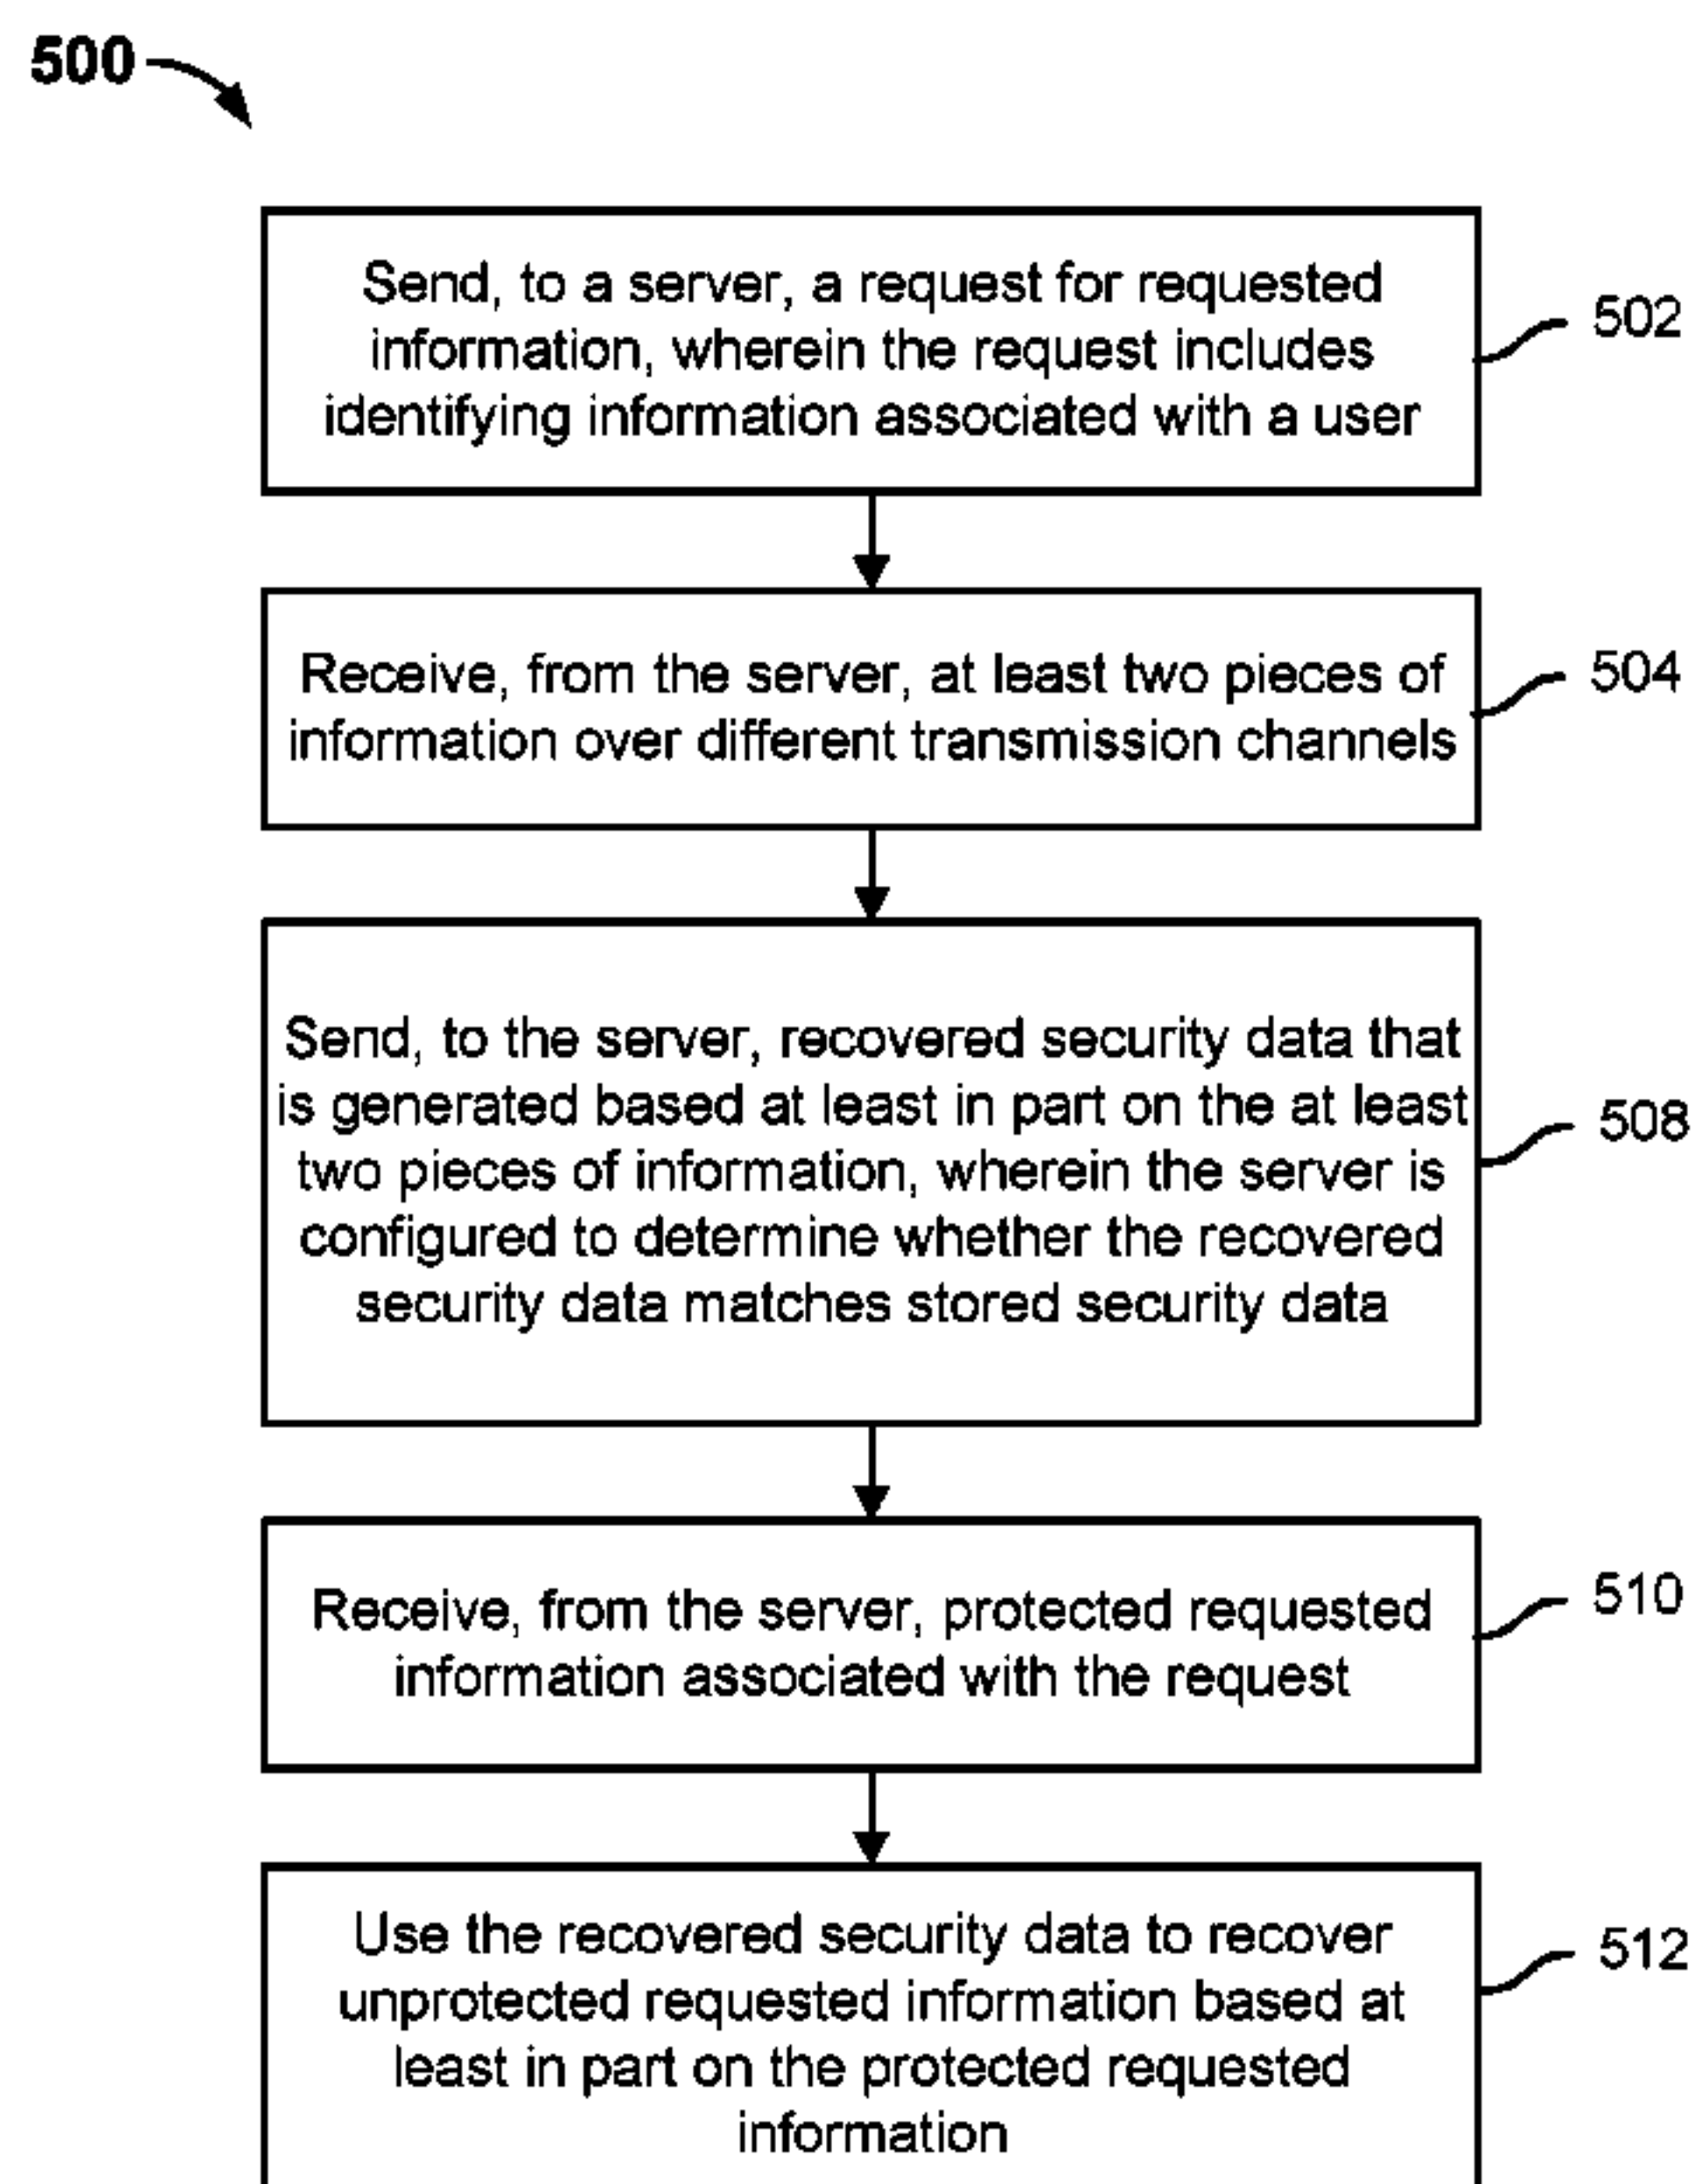 500
Send, to a server, a request for requested
information, wherein the request includes
identifying information associated with a user
502
Receive, from the server, at least two pieces of
information over different transmission channels
504
Send, to the server, recovered security data that
is generated based at least in part on the at least
two pieces of information, wherein the server is
configured to determine whether the recovered
security data matches stored security data
508
Receive, from the server, protected requested
information associated with the request
510
Use the recovered security data to recover
unprotected requested information based at
least in part on the protected requested
information
512